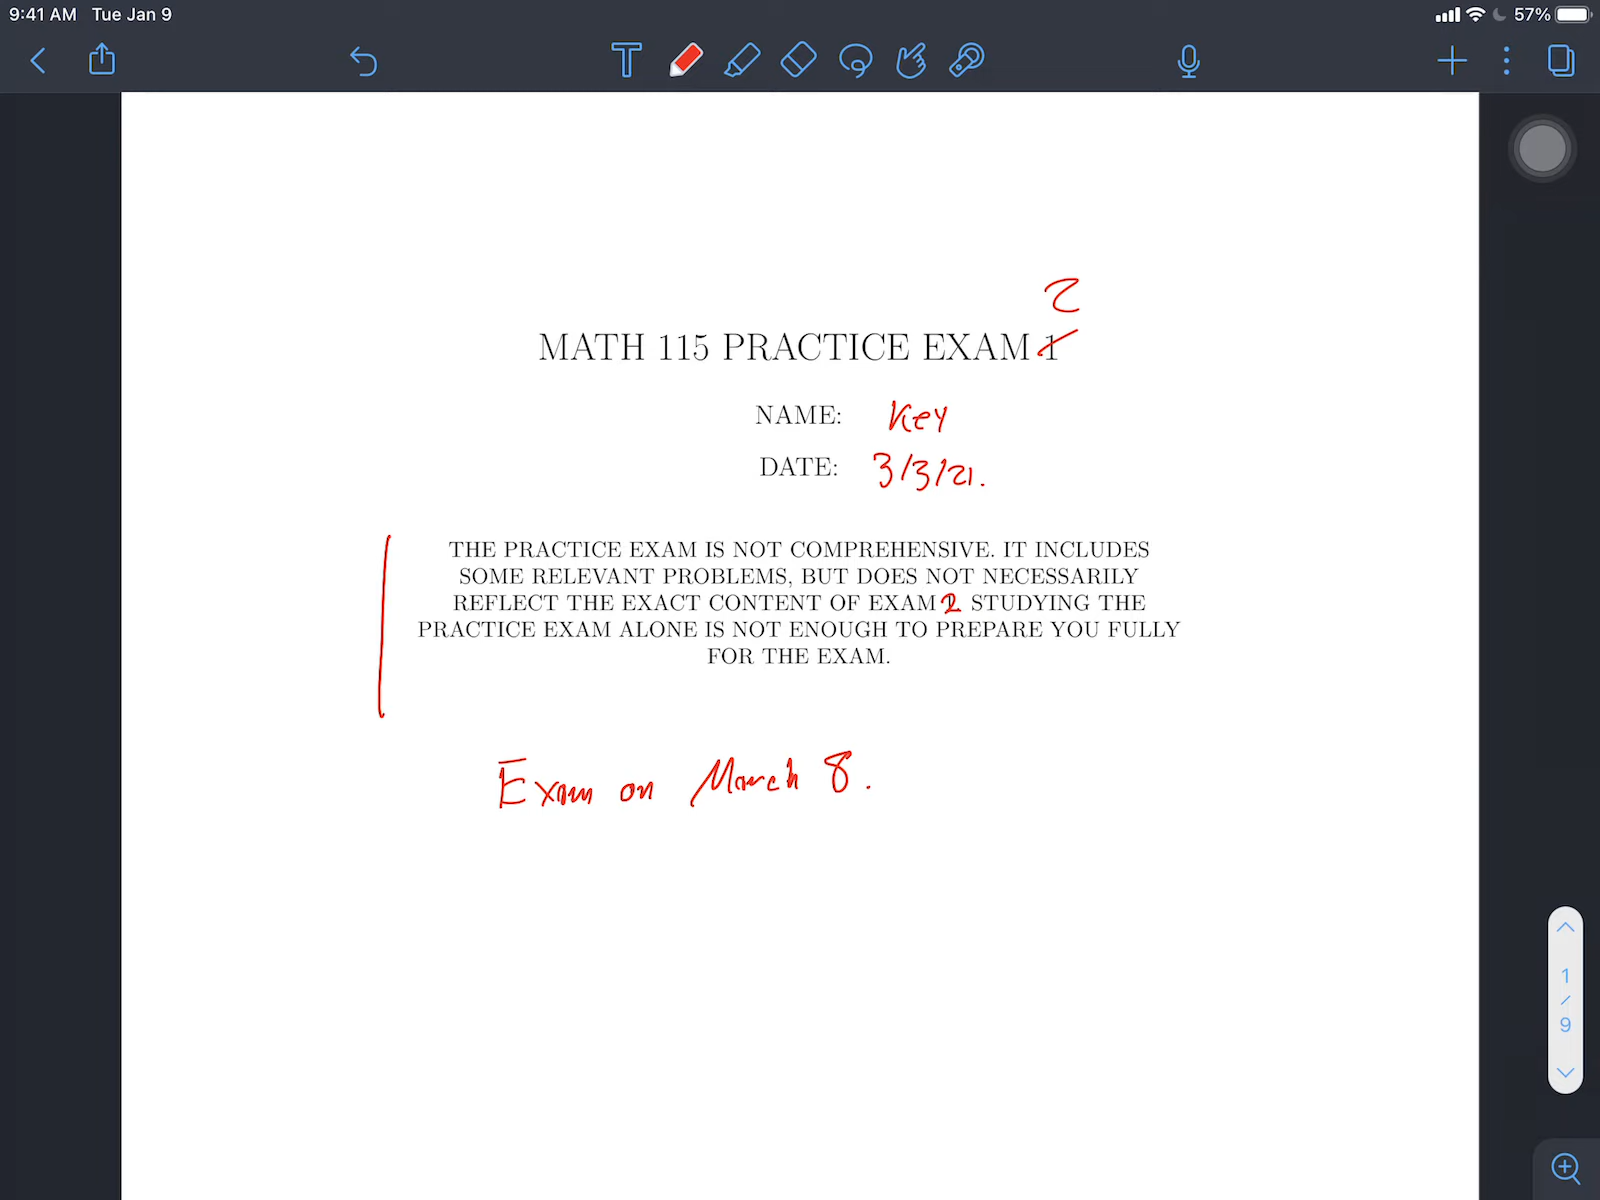 9:41 AM Tue Jan 9
57%
2
MATH 115 PRACTICE EXAM 1
NAME: Key
DATE: 3/3/21.
THE PRACTICE EXAM IS NOT COMPREHENSIVE. IT INCLUDES
SOME RELEVANT PROBLEMS, BUT DOES NOT NECESSARILY
REFLECT THE EXACT CONTENT OF EXAM 2. STUDYING THE
PRACTICE EXAM ALONE IS NOT ENOUGH TO PREPARE YOU FULLY
FOR THE EXAM.
Exam on March 8.
1
/
9